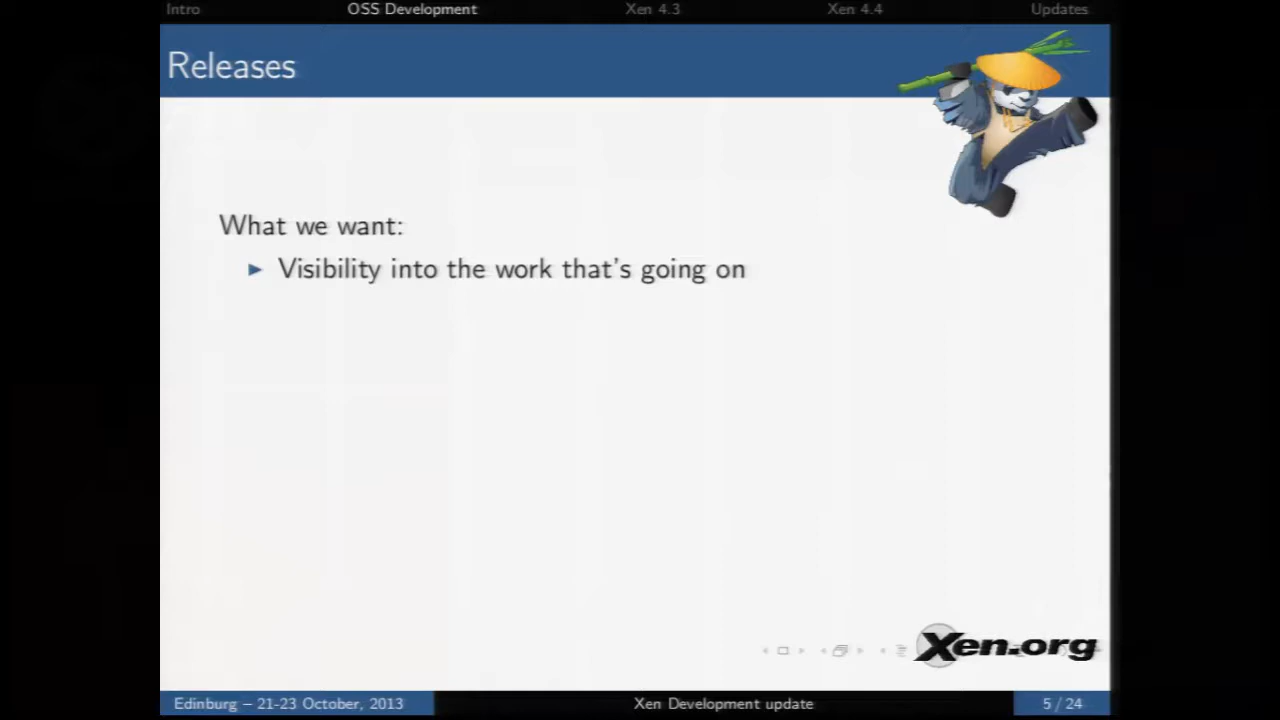 Intro OSS Development Xen 4.3 Xen 4.4 Updates
Releases
What we want:
Visibility into the work that's going on
Xen.org
Edinburg – 21-23 October, 2013 Xen Development update 5 / 24